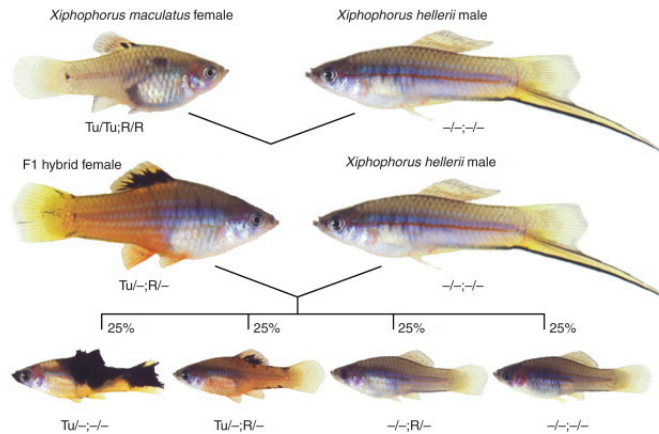 Xiphophorus maculatus female
Xiphophorus hellerii male
Tu/Tu;R/R
–/–;–/–
F1 hybrid female
Xiphophorus hellerii male
Tu/–;R/–
–/–;–/–
25%
25%
25%
25%
Tu/–;–/–
Tu/–;R/–
–/–;R/–
–/–;–/–